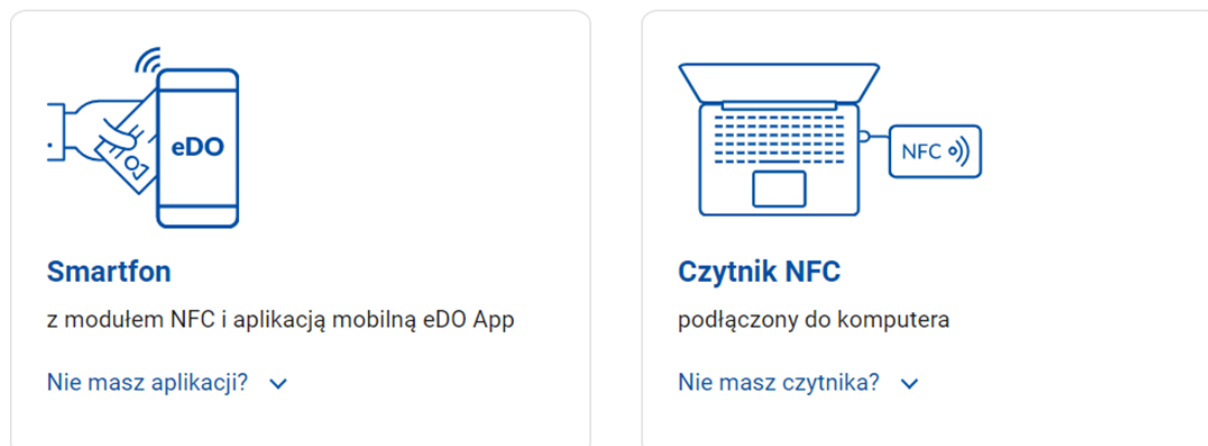 eDO
Smartfon
z modułem NFC i aplikacją mobilną eDO App
Nie masz aplikacji?
NFC
Czytnik NFC
podłączony do komputera
Nie masz czytnika?